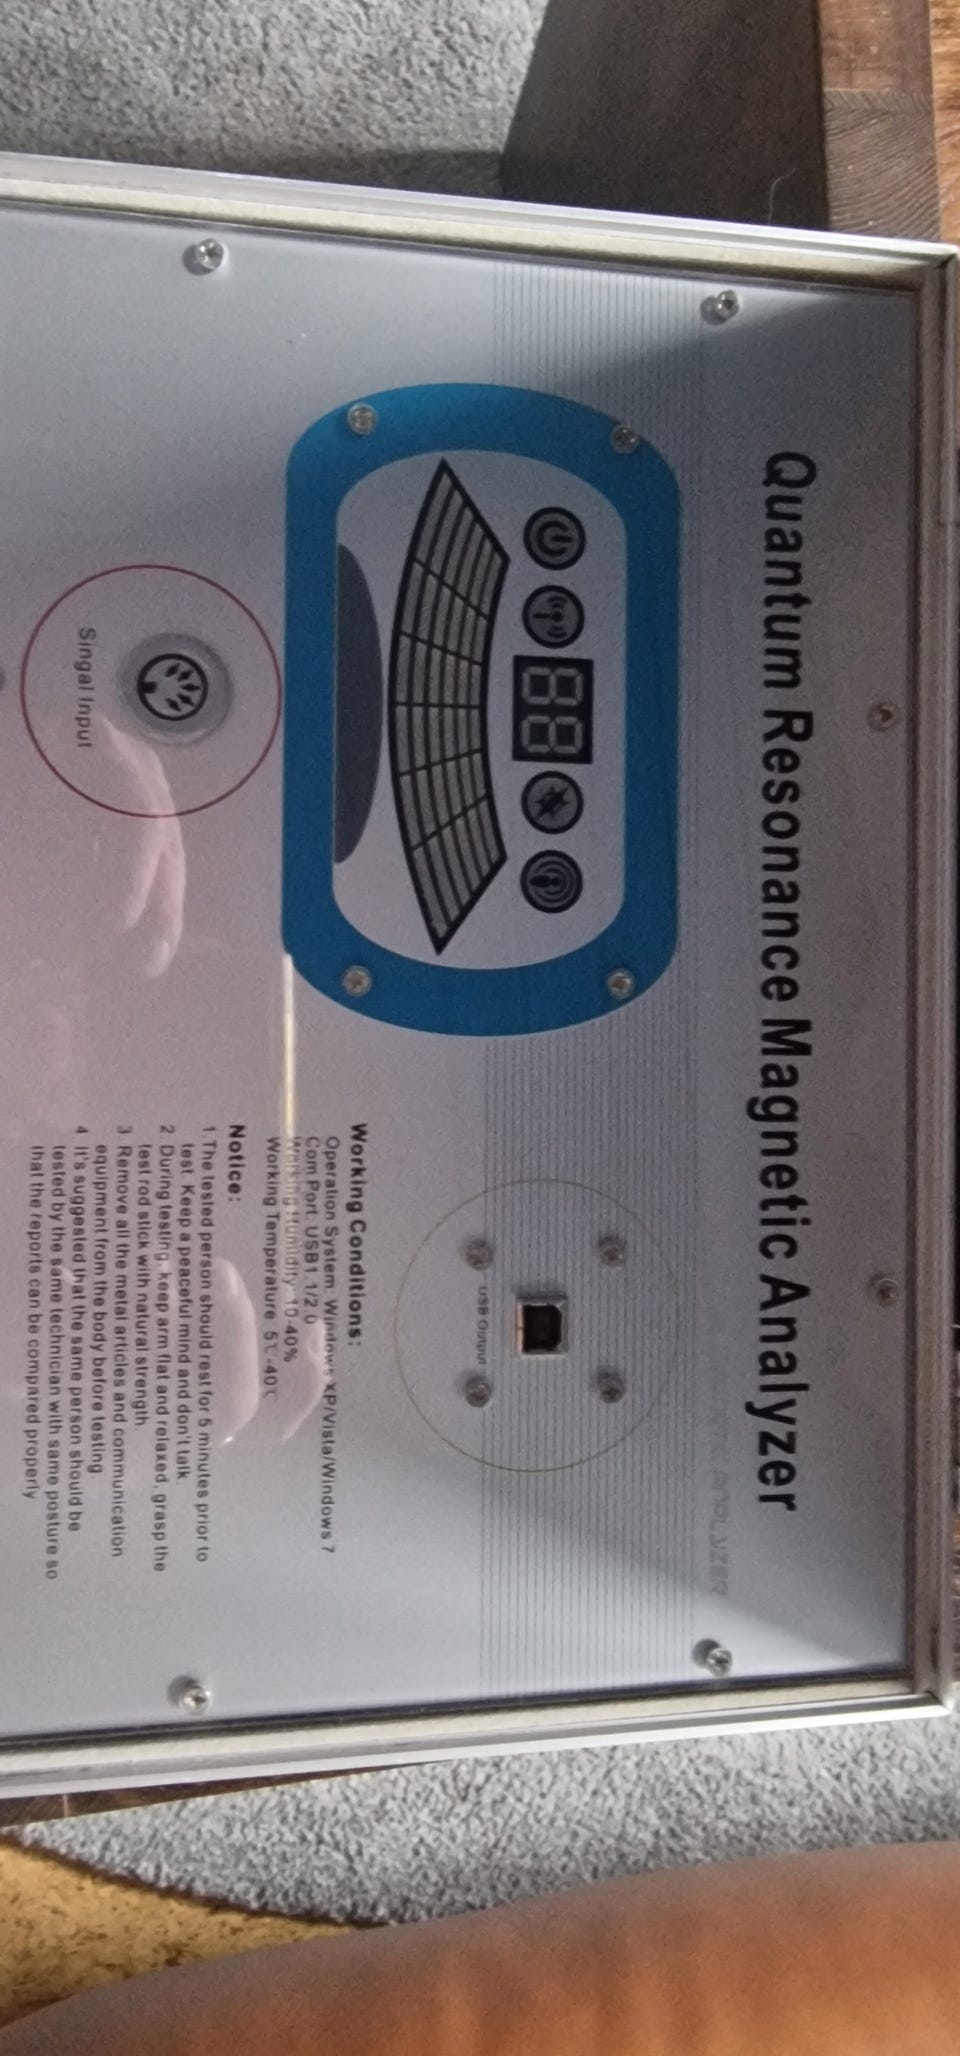 Quantum Resonance Magnetic Analyzer
ANALYZER
88
USB Output
Singal Input
Working Conditions:
Operation System: Windows XP/Vista/Windows 7
Com Port: USB1.1/2.0
Working Humidity: 10-40%
Working Temperature: 5℃-40℃
Notice:
1.The tested person should rest for 5 minutes prior to
test. Keep a peaceful mind and don't talk.
2 During testing, keep arm flat and relaxed, grasp the
test rod stick with natural strength.
3 Remove all the metal articles and communication
equipment from the body before testing.
4 It's suggested that the same person should be
tested by the same technician with same posture so
that the reports can be compared properly